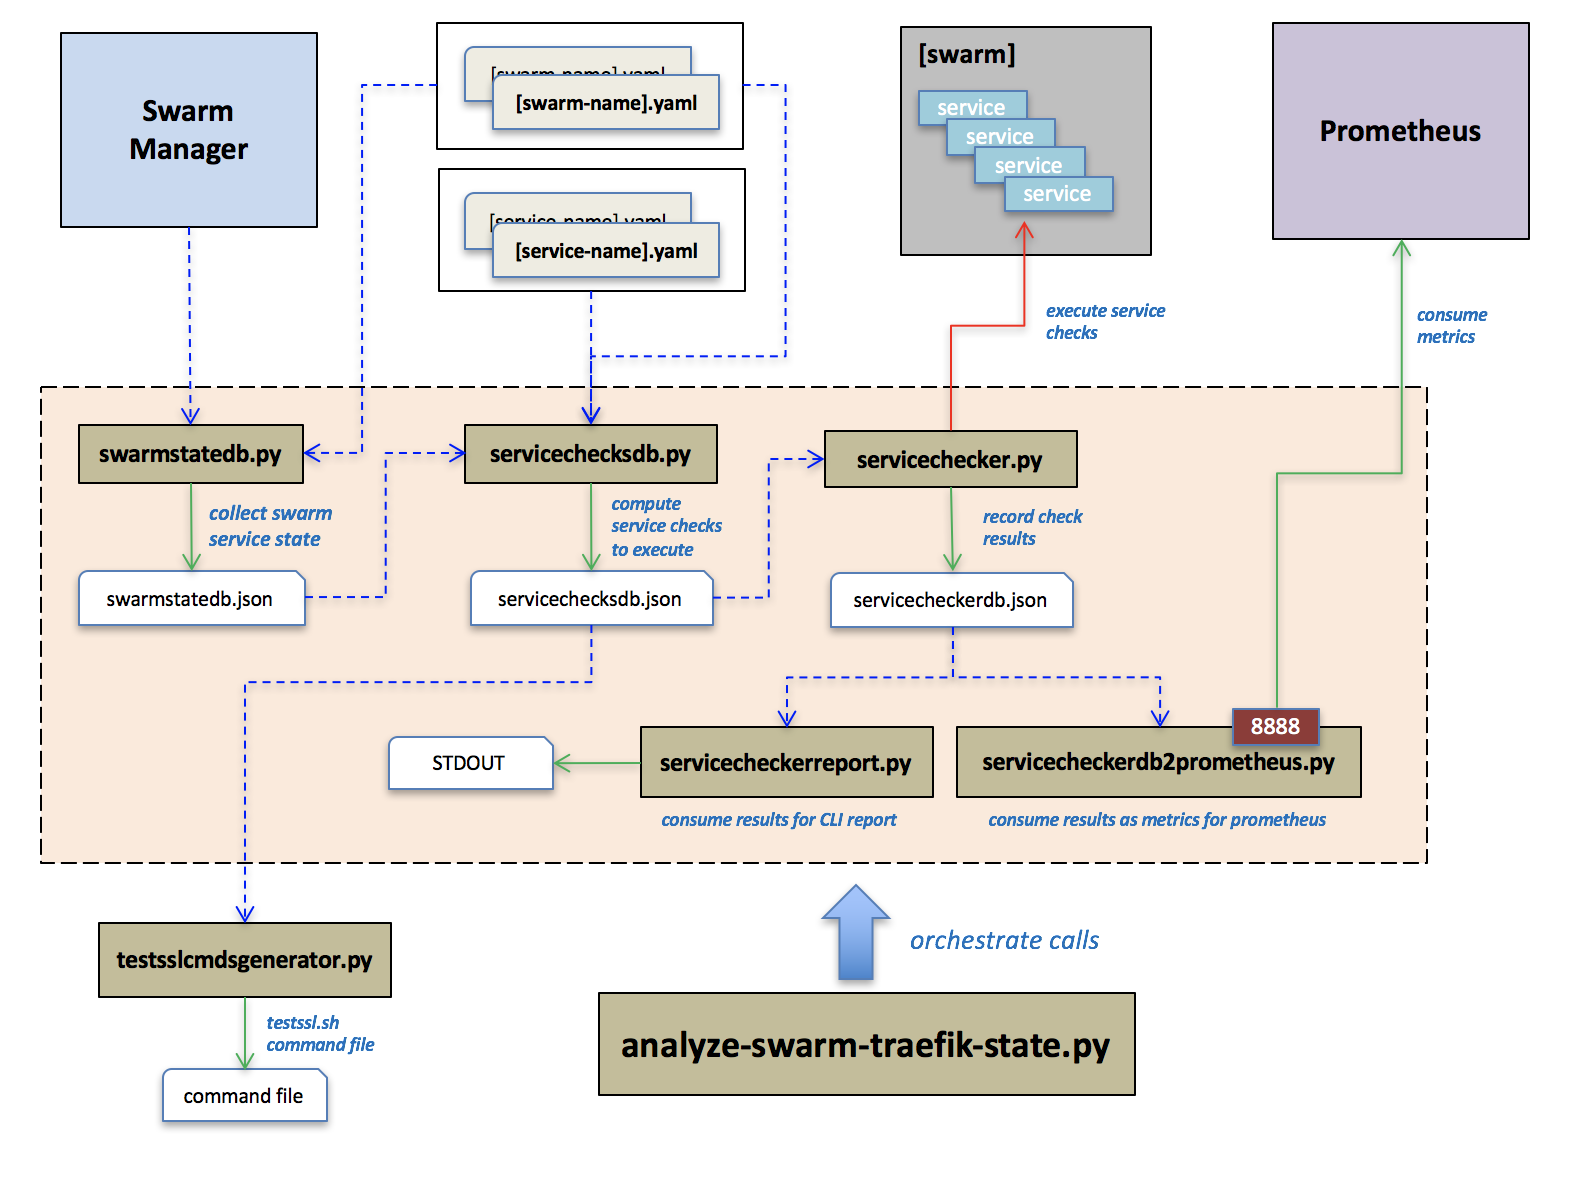 Swarm
Manager
[swarm-name].yaml
[swarm-name].yaml
[service-name].yaml
[service-name].yaml
[swarm]
service
service
service
service
Prometheus
execute service
checks
consume
metrics
swarmstatedb.py
servicechecksdb.py
servicechecker.py
collect swarm
service state
compute
service checks
to execute
record check
results
swarmstatedb.json
servicechecksdb.json
servicecheckerdb.json
8888
STDOUT
servicecheckerreport.py
servicecheckerdb2prometheus.py
consume results for CLI report
consume results as metrics for prometheus
testsslcmdsgenerator.py
orchestrate calls
testssl.sh
command file
analyze-swarm-traefik-state.py
command file